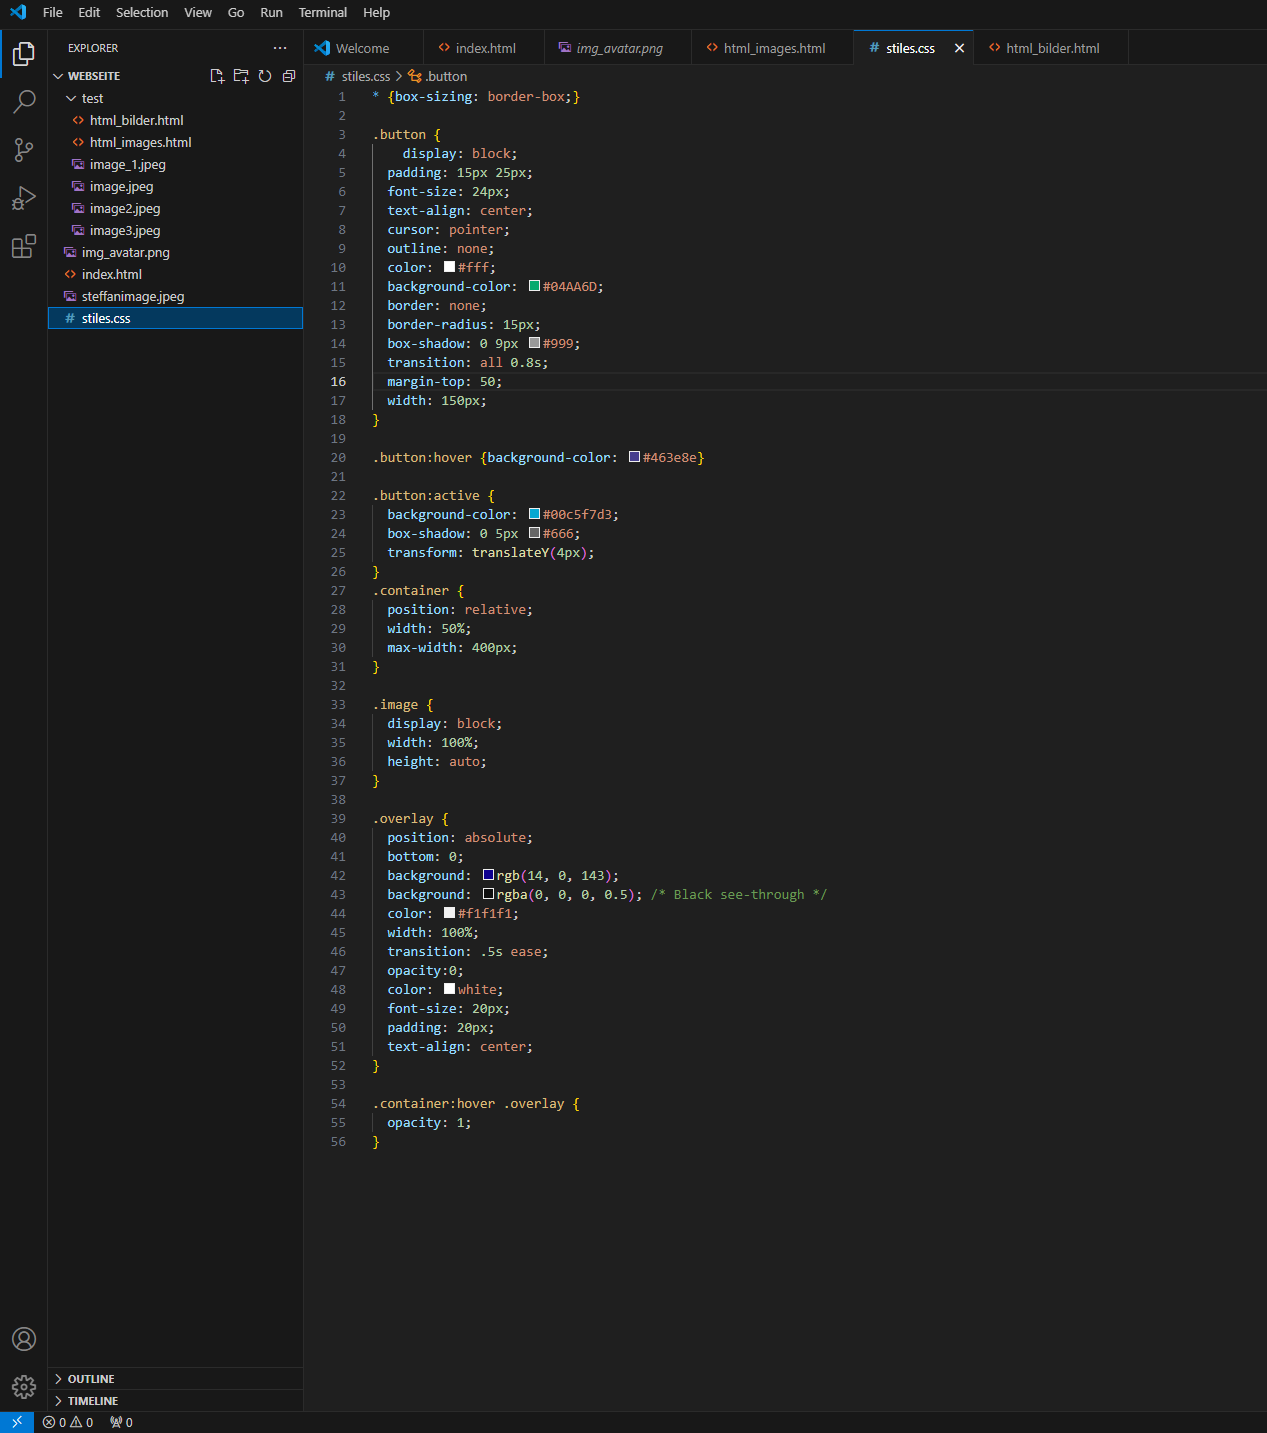 File Edit Selection View Go Run Terminal Help
EXPLORER ...
WEBSEITE
test
html_bilder.html
html_images.html
image_1.jpeg
image.jpeg
image2.jpeg
image3.jpeg
img_avatar.png
index.html
steffanimage.jpeg
# stiles.css
OUTLINE
TIMELINE
Welcome index.html img_avatar.png html_images.html # stiles.css html_bilder.html
# stiles.css > .button
1 * {box-sizing: border-box;}
2
3 .button {
4 display: block;
5 padding: 15px 25px;
6 font-size: 24px;
7 text-align: center;
8 cursor: pointer;
9 outline: none;
10 color: #fff;
11 background-color: #04AA6D;
12 border: none;
13 border-radius: 15px;
14 box-shadow: 0 9px #999;
15 transition: all 0.8s;
16 margin-top: 50;
17 width: 150px;
18 }
19
20 .button:hover {background-color: #463e8e}
21
22 .button:active {
23 background-color: #00c5f7d3;
24 box-shadow: 0 5px #666;
25 transform: translateY(4px);
26 }
27 .container {
28 position: relative;
29 width: 50%;
30 max-width: 400px;
31 }
32
33 .image {
34 display: block;
35 width: 100%;
36 height: auto;
37 }
38
39 .overlay {
40 position: absolute;
41 bottom: 0;
42 background: rgb(14, 0, 143);
43 background: rgba(0, 0, 0, 0.5); /* Black see-through */
44 color: #f1f1f1;
45 width: 100%;
46 transition: .5s ease;
47 opacity:0;
48 color: white;
49 font-size: 20px;
50 padding: 20px;
51 text-align: center;
52 }
53
54 .container:hover .overlay {
55 opacity: 1;
56 }
0 0 0